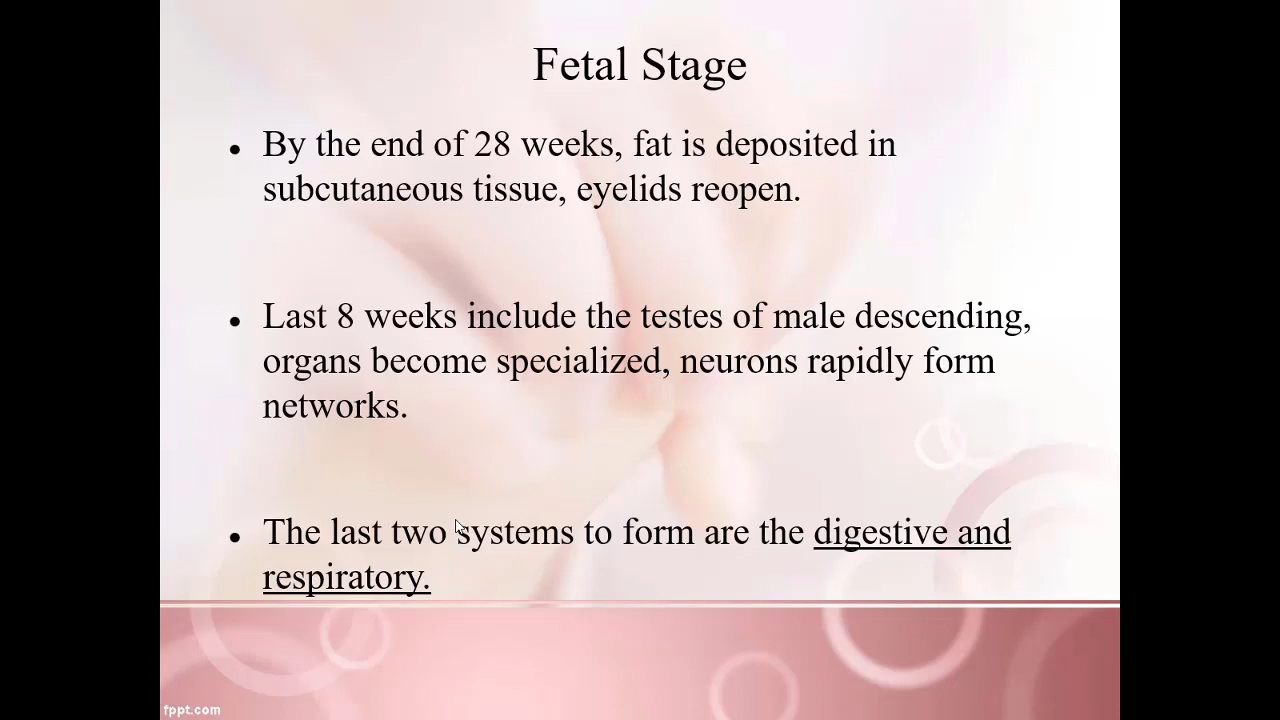 Fetal Stage
• By the end of 28 weeks, fat is deposited in
subcutaneous tissue, eyelids reopen.
• Last 8 weeks include the testes of male descending,
organs become specialized, neurons rapidly form
networks.
• The last two systems to form are the digestive and
respiratory.
fppt.com